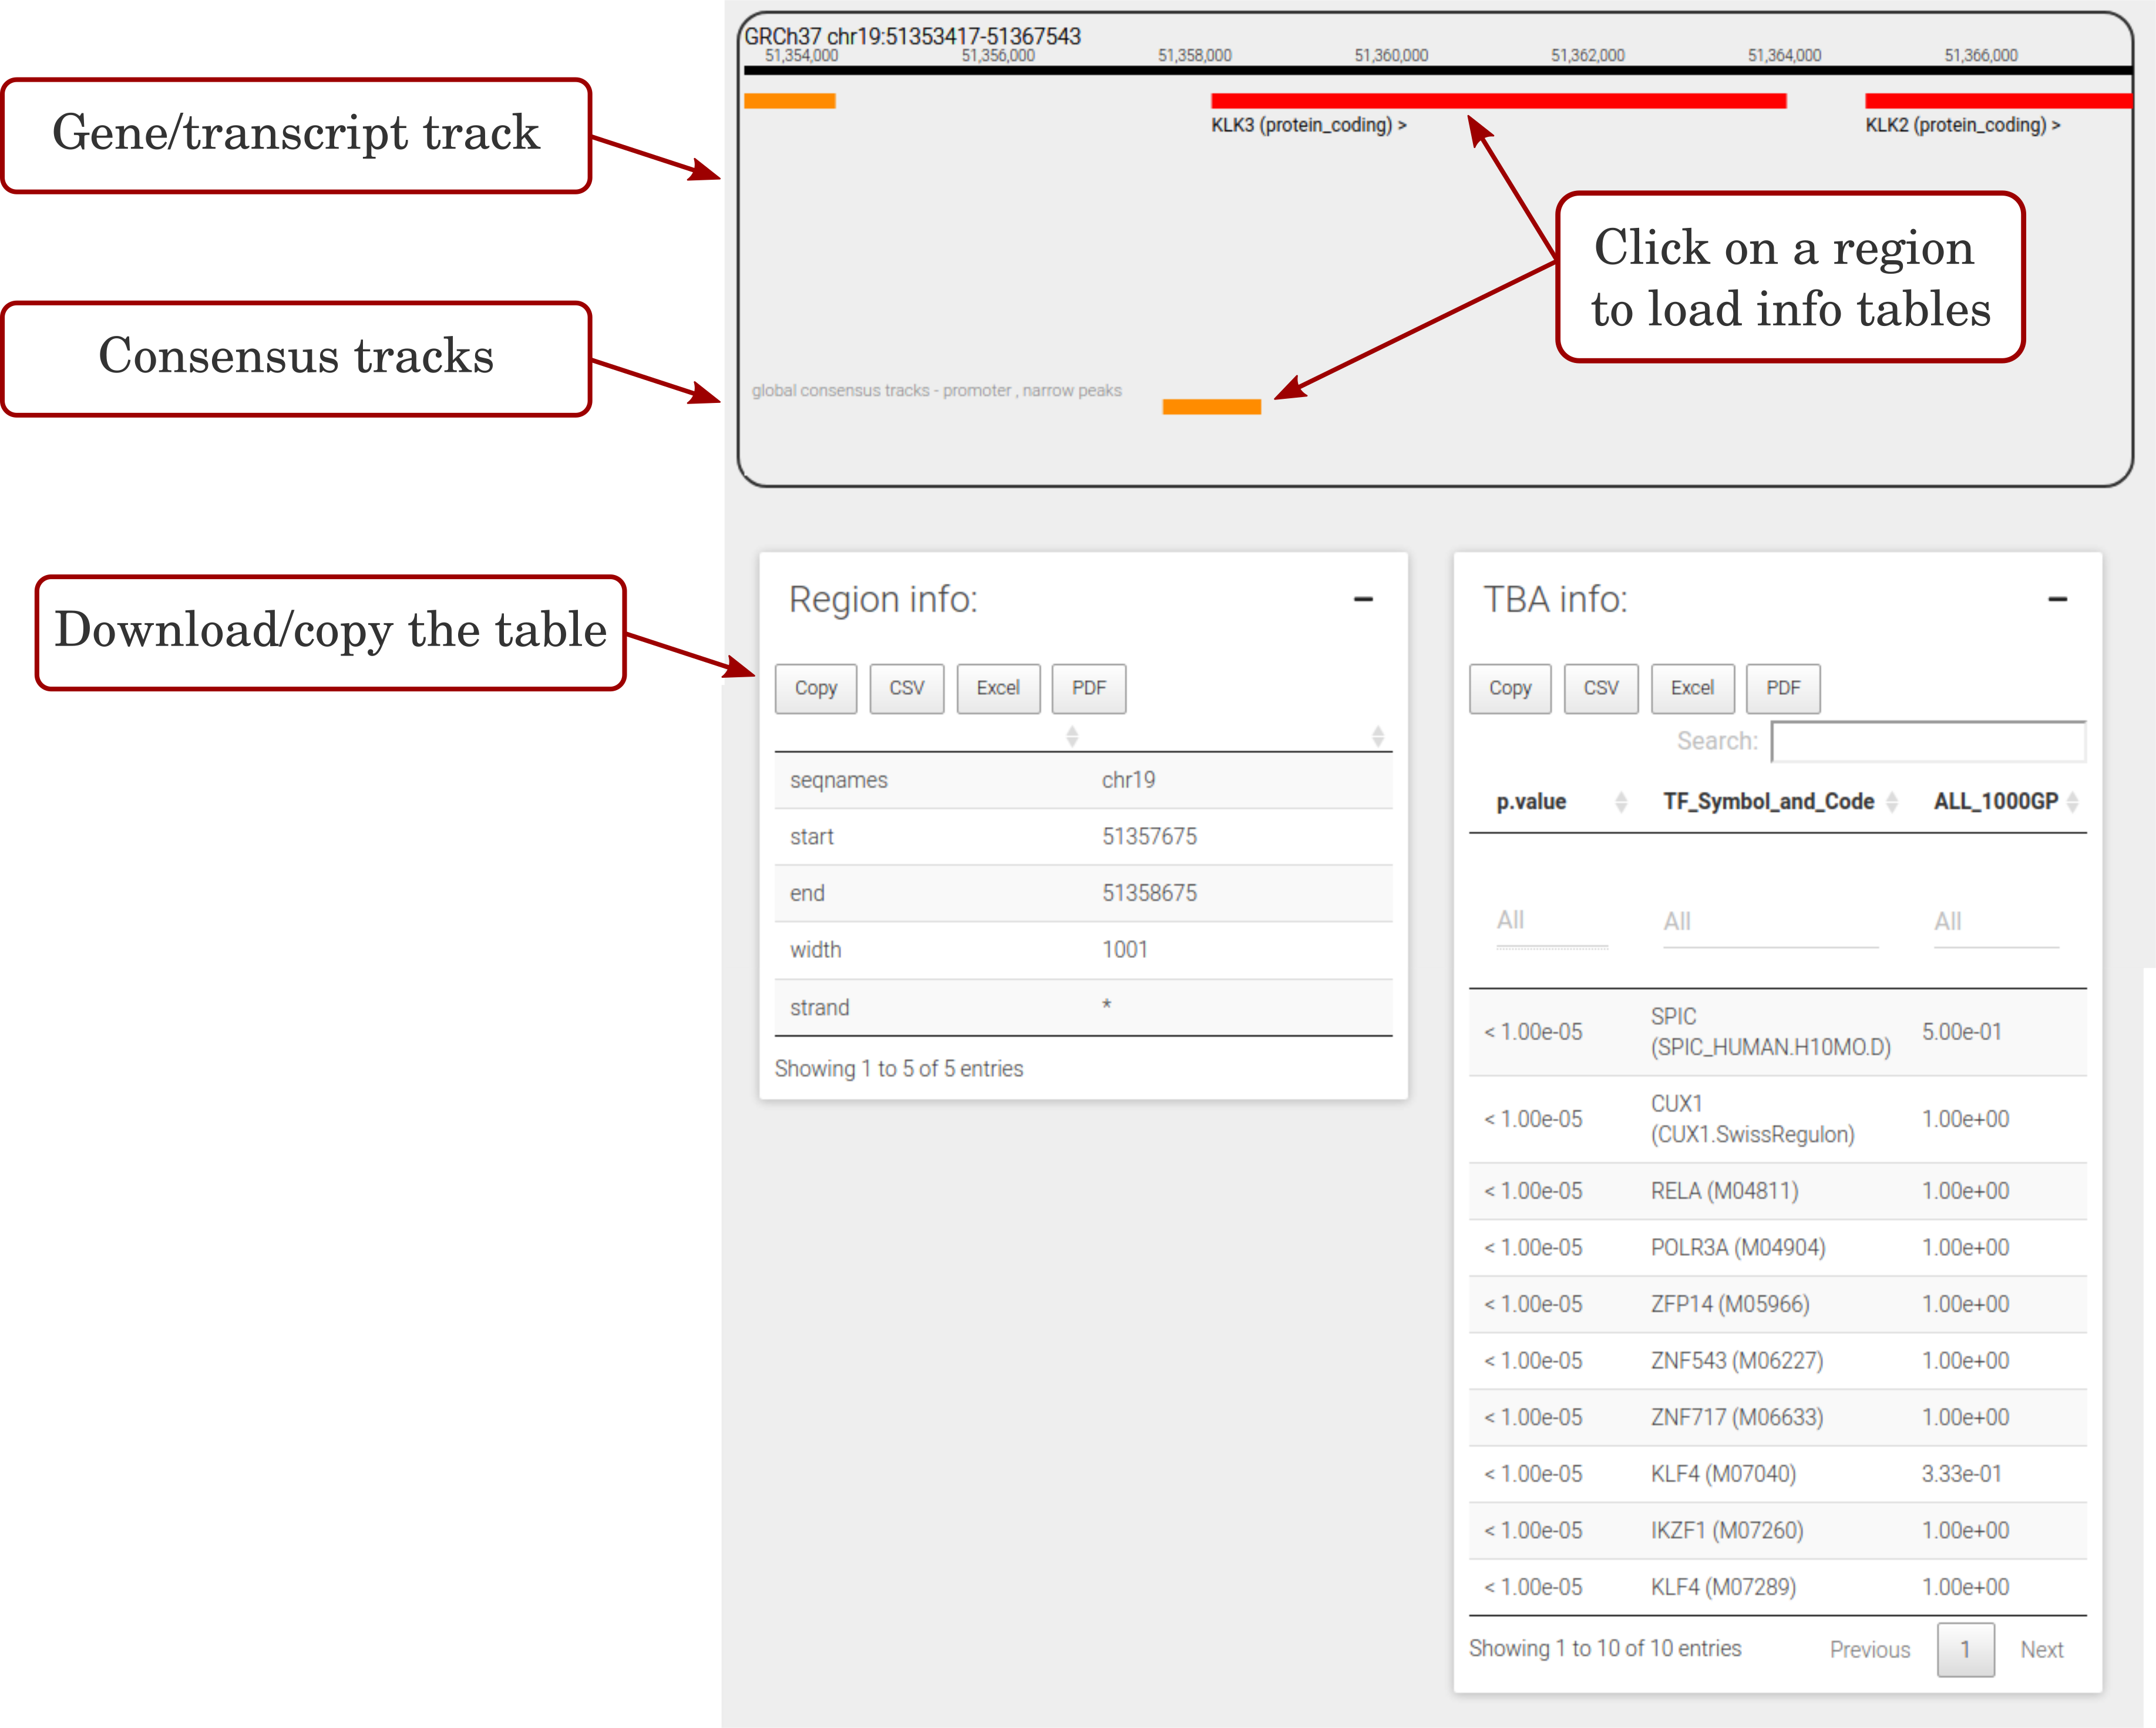 GRCh37 chr19:51353417-51367543
51,354,000 51,356,000 51,358,000 51,360,000 51,362,000 51,364,000 51,366,000
Gene/transcript track
KLK3 (protein_coding) >
KLK2 (protein_coding) >
Click on a region
to load info tables
Consensus tracks
global consensus tracks - promoter , narrow peaks
Download/copy the table
Region info:
Copy CSV Excel PDF
seqnames chr19
start 51357675
end 51358675
width 1001
strand *
Showing 1 to 5 of 5 entries
TBA info:
Copy CSV Excel PDF
Search:
p.value TF_Symbol_and_Code ALL_1000GP
All All All
< 1.00e-05 SPIC (SPIC_HUMAN.H10MO.D) 5.00e-01
< 1.00e-05 CUX1 (CUX1.SwissRegulon) 1.00e+00
< 1.00e-05 RELA (M04811) 1.00e+00
< 1.00e-05 POLR3A (M04904) 1.00e+00
< 1.00e-05 ZFP14 (M05966) 1.00e+00
< 1.00e-05 ZNF543 (M06227) 1.00e+00
< 1.00e-05 ZNF717 (M06633) 1.00e+00
< 1.00e-05 KLF4 (M07040) 3.33e-01
< 1.00e-05 IKZF1 (M07260) 1.00e+00
< 1.00e-05 KLF4 (M07289) 1.00e+00
Showing 1 to 10 of 10 entries Previous 1 Next